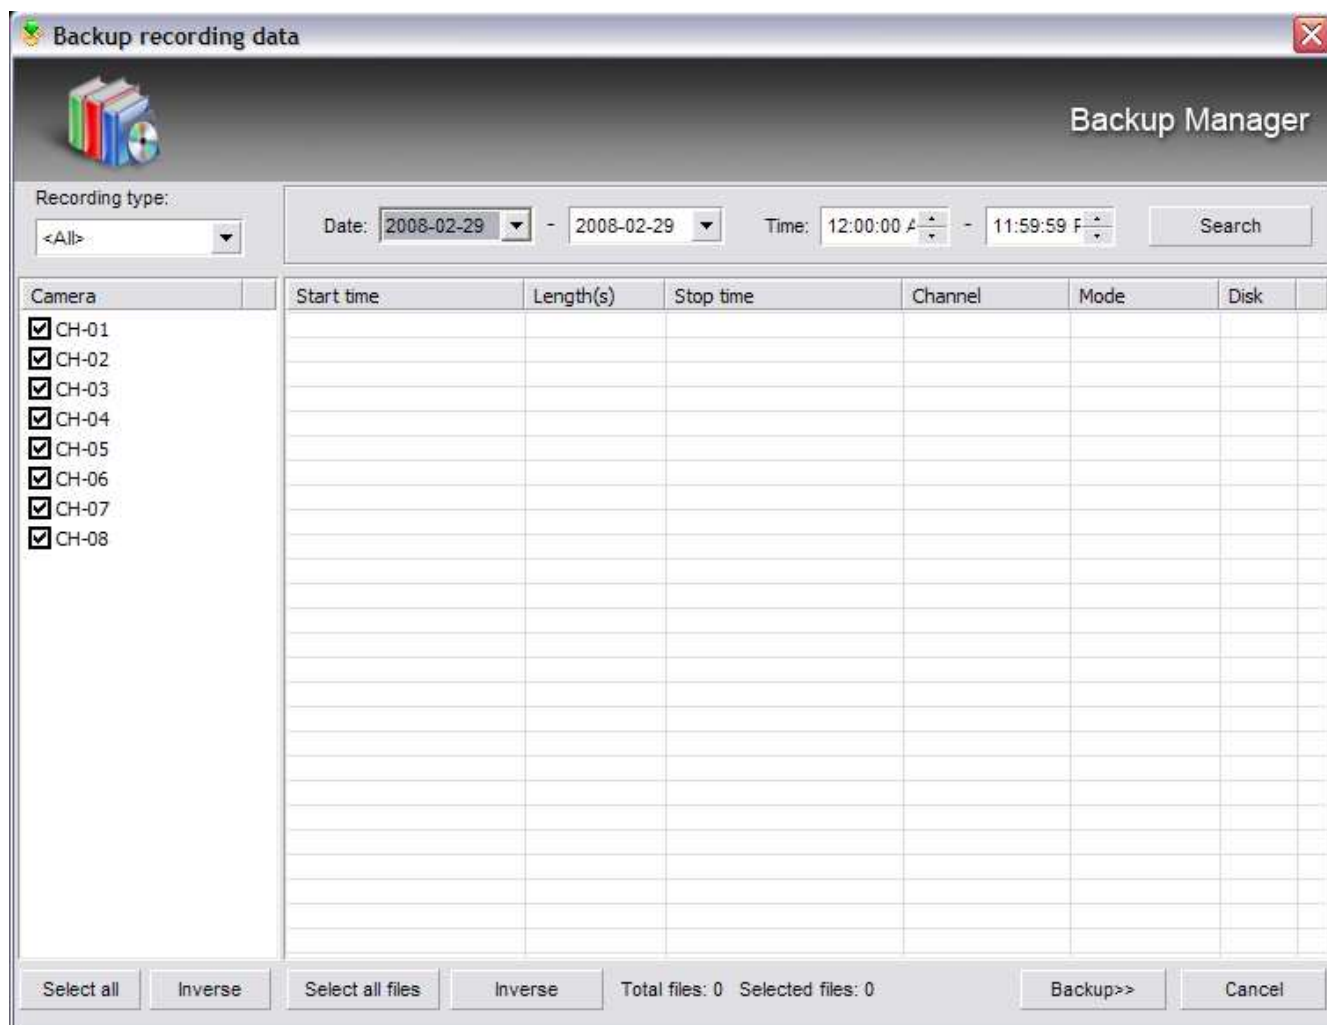 Backup recording data
Backup Manager
Recording type:
<All>
Date: 2008-02-29 - 2008-02-29 Time: 12:00:00 - 11:59:59 Search
Camera Start time Length(s) Stop time Channel Mode Disk
CH-01
CH-02
CH-03
CH-04
CH-05
CH-06
CH-07
CH-08
Select all Inverse Select all files Inverse Total files: 0 Selected files: 0 Backup>> Cancel